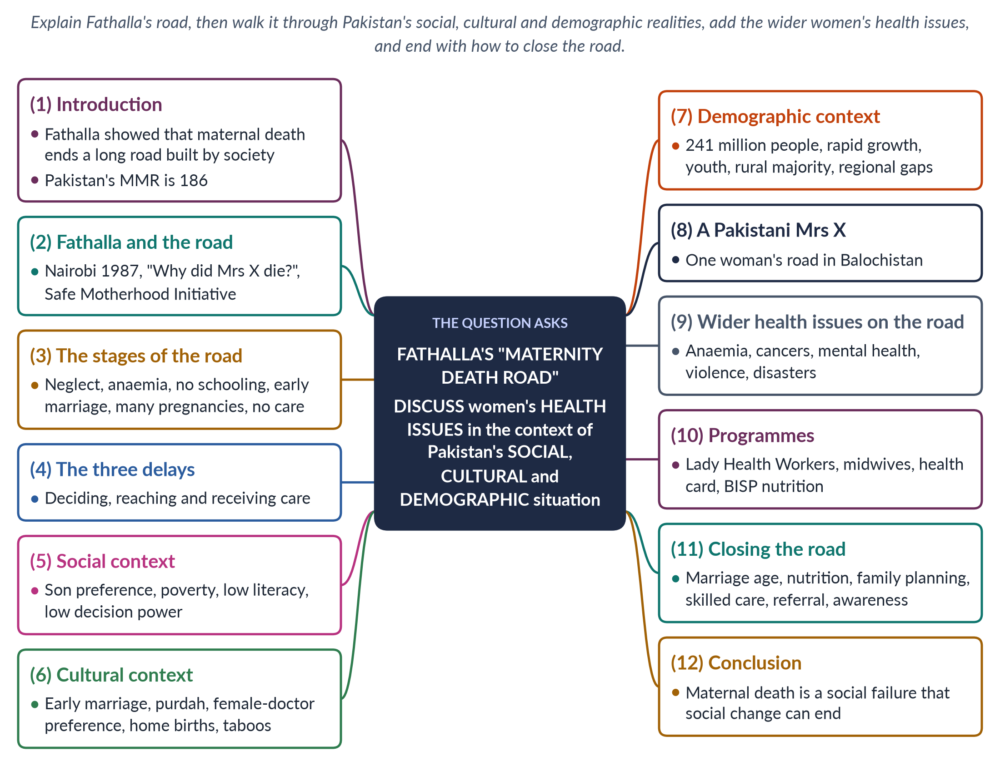 Explain Fathalla's road, then walk it through Pakistan's social, cultural and demographic realities, add the wider women's health issues,
and end with how to close the road.
(1) Introduction
• Fathalla showed that maternal death
ends a long road built by society
• Pakistan's MMR is 186
(2) Fathalla and the road
• Nairobi 1987, "Why did Mrs X die?",
Safe Motherhood Initiative
(3) The stages of the road
• Neglect, anaemia, no schooling, early
marriage, many pregnancies, no care
(4) The three delays
• Deciding, reaching and receiving care
(5) Social context
• Son preference, poverty, low literacy,
low decision power
(6) Cultural context
• Early marriage, purdah, female-doctor
preference, home births, taboos
THE QUESTION ASKS
FATHALLA'S "MATERNITY
DEATH ROAD"
DISCUSS women's HEALTH
ISSUES in the context of
Pakistan's SOCIAL,
CULTURAL and
DEMOGRAPHIC situation
(7) Demographic context
• 241 million people, rapid growth,
youth, rural majority, regional gaps
(8) A Pakistani Mrs X
• One woman's road in Balochistan
(9) Wider health issues on the road
• Anaemia, cancers, mental health,
violence, disasters
(10) Programmes
• Lady Health Workers, midwives, health
card, BISP nutrition
(11) Closing the road
• Marriage age, nutrition, family planning,
skilled care, referral, awareness
(12) Conclusion
• Maternal death is a social failure that
social change can end